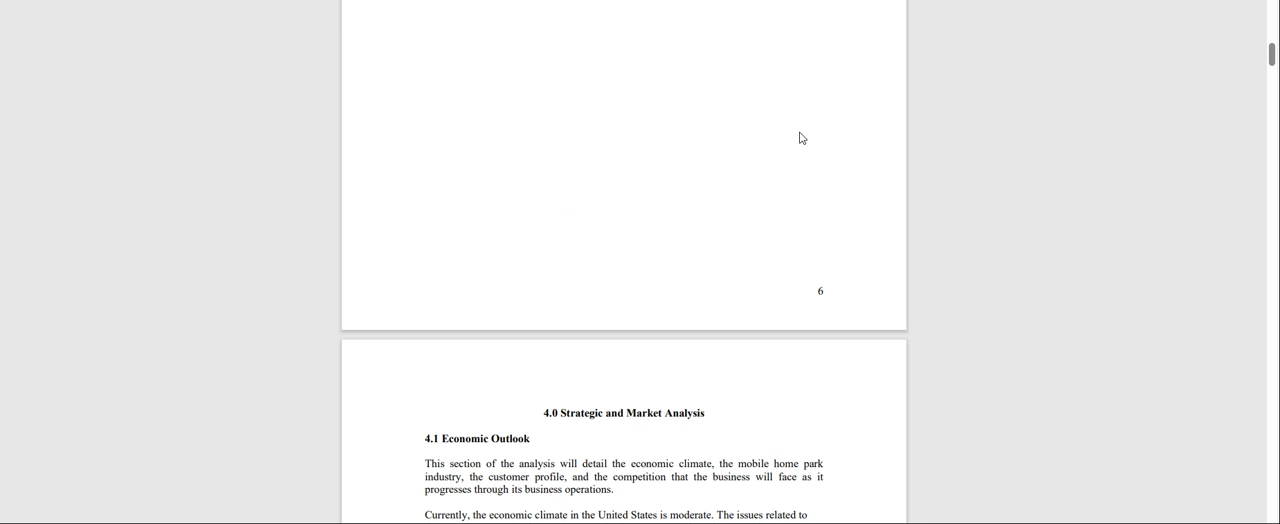 6
4.0 Strategic and Market Analysis
4.1 Economic Outlook
This section of the analysis will detail the economic climate, the mobile home park
industry, the customer profile, and the competition that the business will face as it
progresses through its business operations.
Currently, the economic climate in the United States is moderate. The issues related to